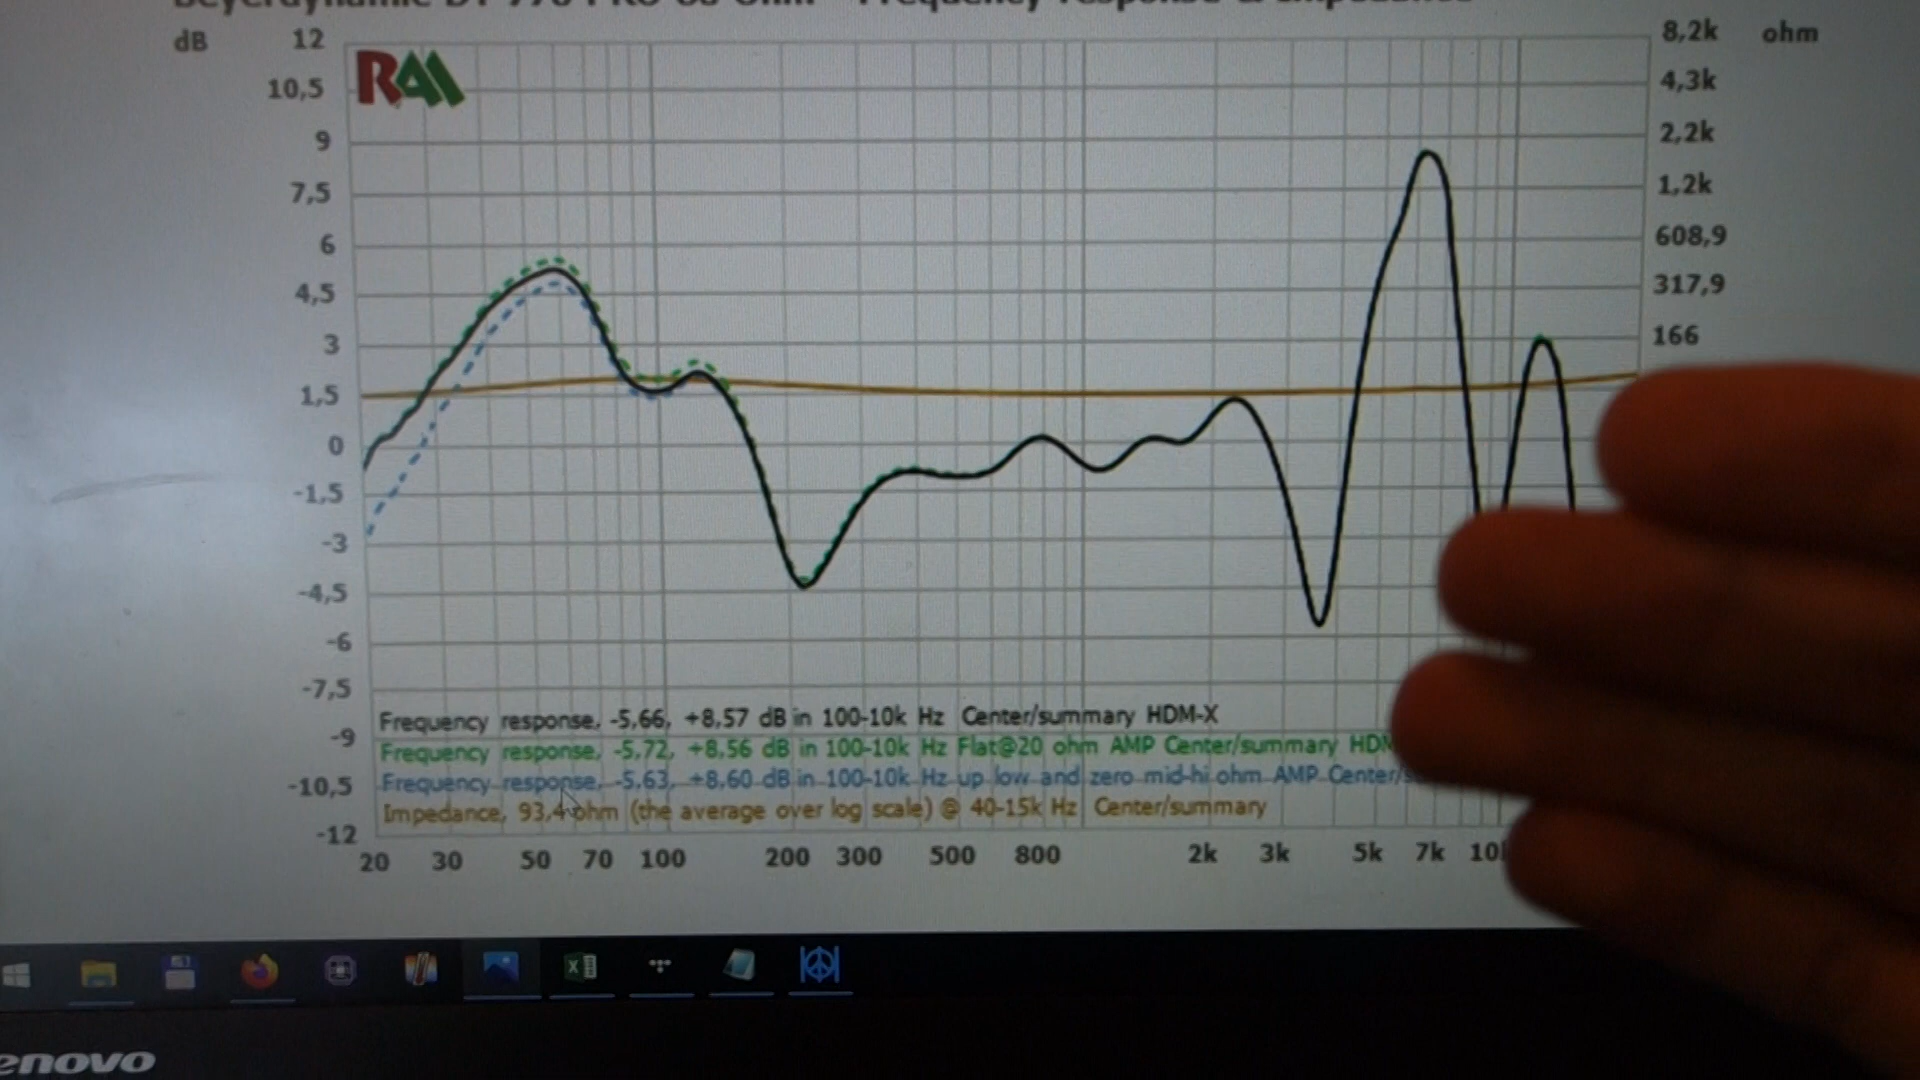 dB 12 8,2k ohm
RAA
10,5 4,3k
9 2,2k
7,5 1,2k
6 608,9
4,5 317,9
3 166
1,5
0
-1,5
-3
-4,5
-6
-7,5
Frequency response, -5,66, +8,57 dB in 100-10k Hz Center/summary HDM-X
-9
Frequency response, -5,72, +8,56 dB in 100-10k Hz Flat@20 ohm AMP Center/summary
-10,5
Frequency response, -5,63, +8,60 dB in 100-10k Hz up low and zero mid-hi ohm AMP
Impedance, 93,4 ohm (the average over log scale) @ 40-15k Hz Center/summary
-12
20 30 50 70 100 200 300 500 800 2k 3k 5k 7k
enovo